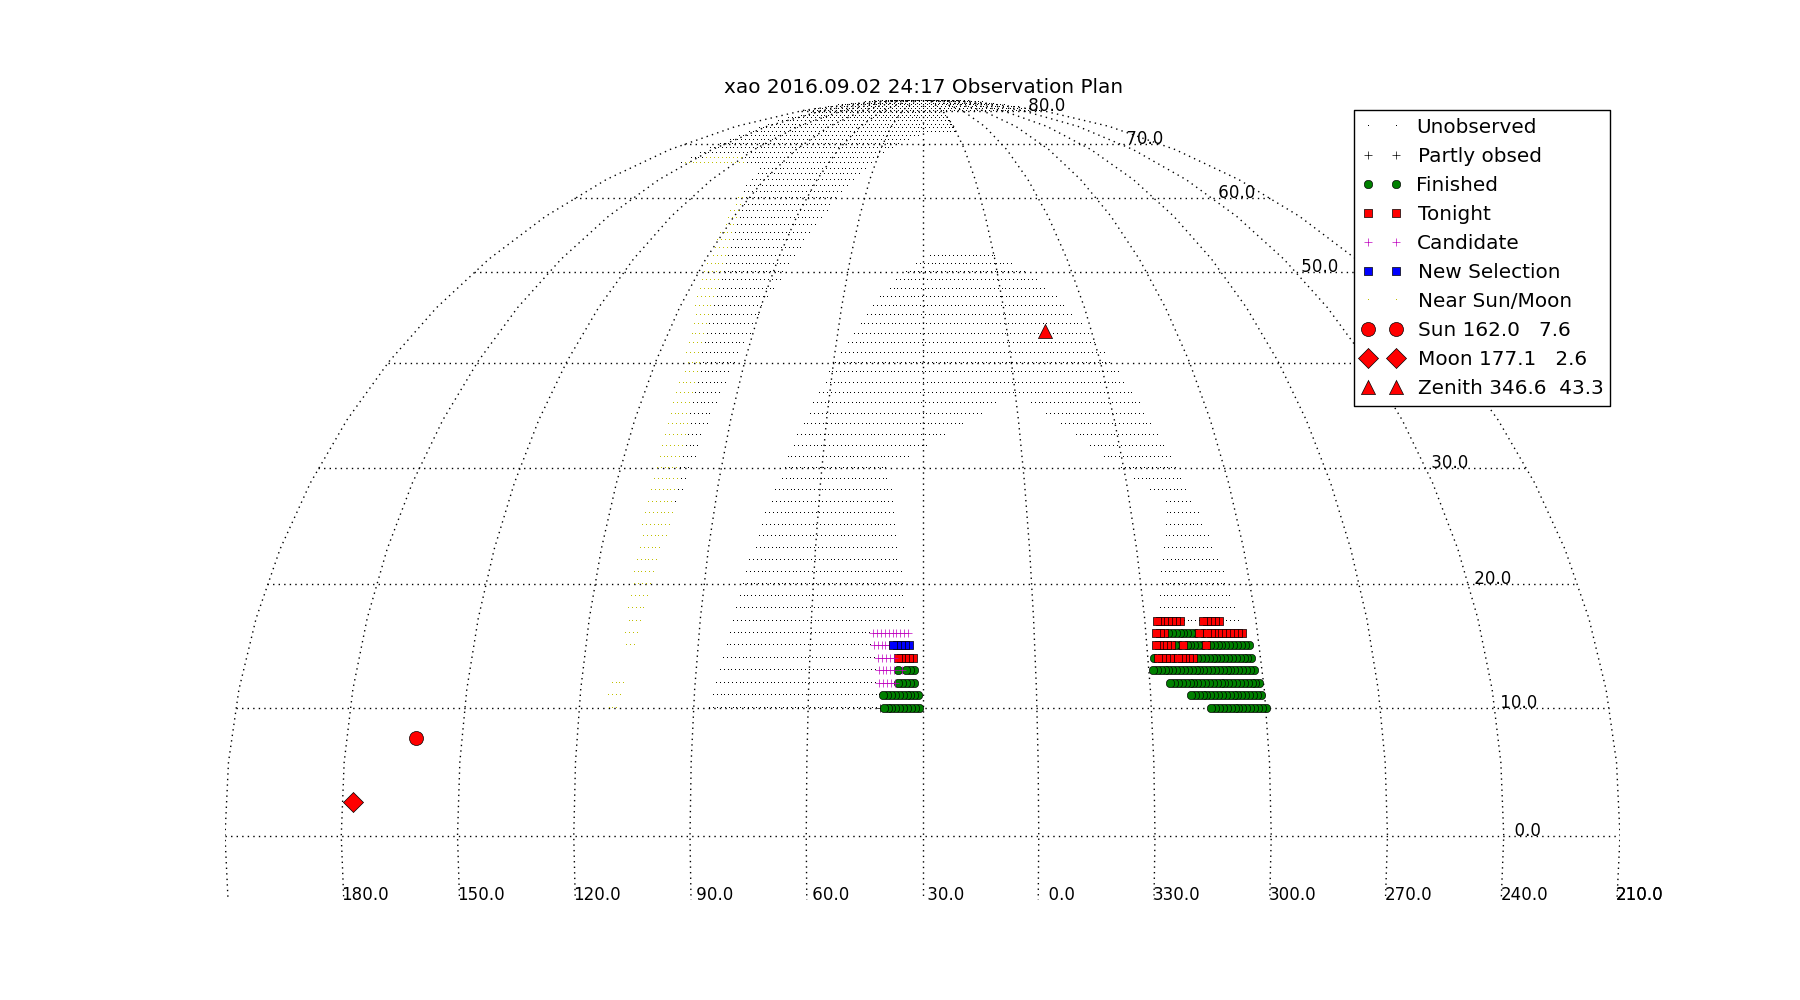 xao 2016.09.02 24:17 Observation Plan
80.0
70.0
60.0
50.0
30.0
20.0
10.0
0.0
180.0 150.0 120.0 90.0 60.0 30.0 0.0 330.0 300.0 270.0 240.0 210.0
Unobserved
Partly obsed
Finished
Tonight
Candidate
New Selection
Near Sun/Moon
Sun 162.0 7.6
Moon 177.1 2.6
Zenith 346.6 43.3